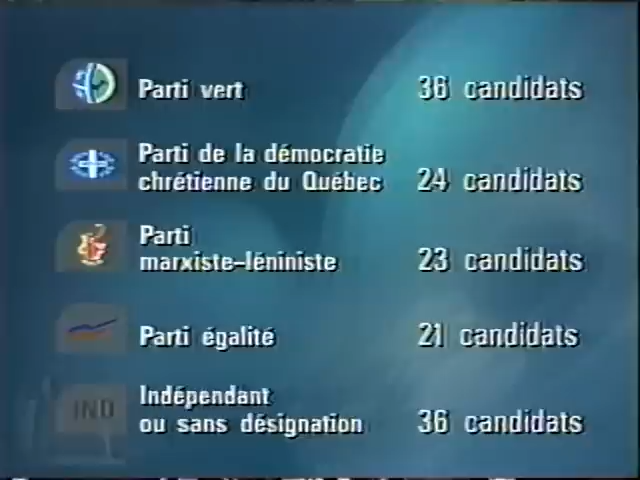 Parti vert 36 candidats
Parti de la démocratie
chrétienne du Québec 24 candidats
Parti
marxiste-léniniste 23 candidats
Parti égalité 21 candidats
IND Indépendant
ou sans désignation 36 candidats